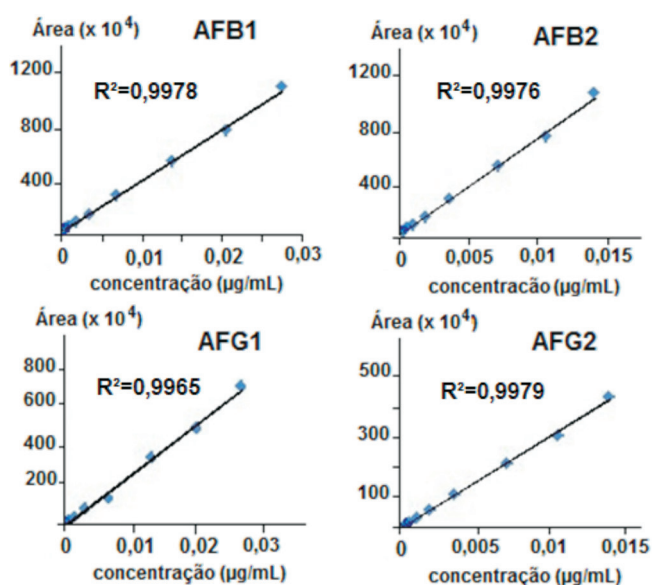 Área (x 10⁴)
AFB1
1200
800
400
R²=0,9978
0
0,01
0,02
0,03
concentração (µg/mL)
Área (x 10⁴)
AFB2
1200
800
400
R²=0,9976
0
0,005
0,01
0,015
concentracão (µg/mL)
Área (x 10⁴)
AFG1
800
600
400
200
R²=0,9965
0
0,01
0,02
0,03
concentração (µg/mL)
Área (x 10⁴)
AFG2
500
300
100
R²=0,9979
0
0,005
0,01
0,015
concentração (µg/mL)